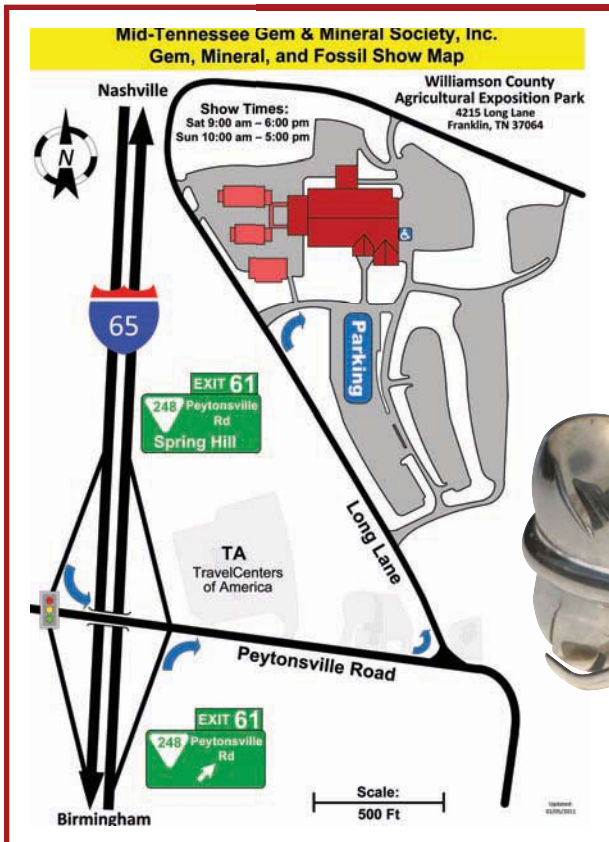 Mid-Tennessee Gem & Mineral Society, Inc.
Gem, Mineral, and Fossil Show Map
Nashville
Williamson County
Agricultural Exposition Park
4215 Long Lane
Franklin, TN 37064
Show Times:
Sat 9:00 am – 6:00 pm
Sun 10:00 am – 5:00 pm
N
65
Parking
EXIT 61
248 Peytonsville
Rd
Spring Hill
Long Lane
TA
TravelCenters
of America
Peytonsville Road
EXIT 61
248 Peytonsville
Rd
Scale:
500 Ft
Birmingham
Updated: